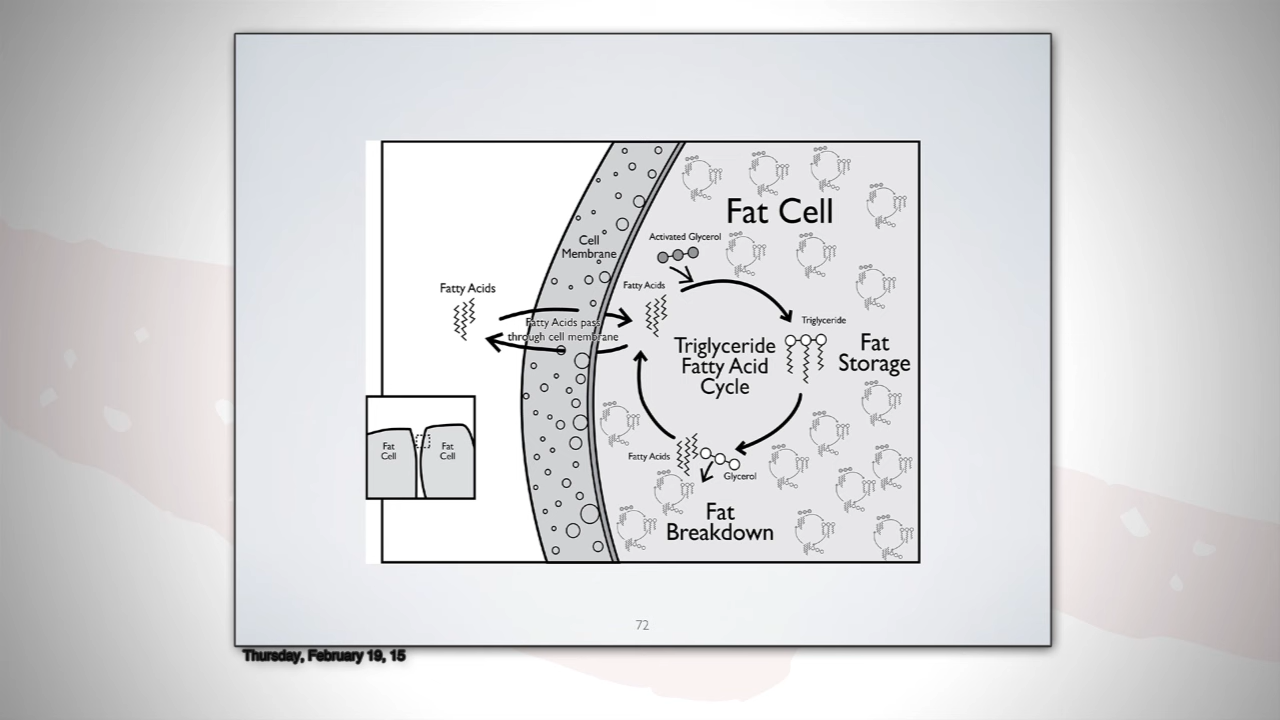 Fat Cell
Activated Glycerol
Cell
Membrane
Fatty Acids
Fatty Acids
Fatty Acids pass
through cell membrane
Triglyceride
Triglyceride
Fatty Acid
Cycle
Fat
Storage
Fat
Cell
Fat
Cell
Fatty Acids
Glycerol
Fat
Breakdown
72
Thursday, February 19, 15